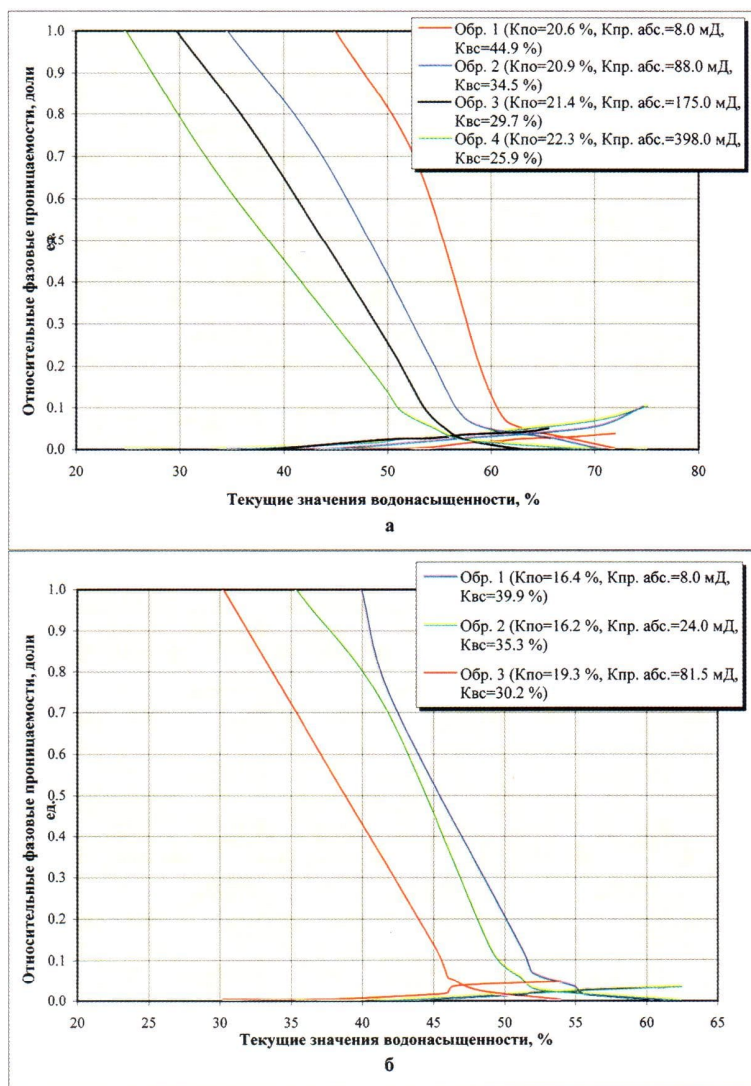 Относительные фазовые проницаемости, доли
ед.
1.0
0.9
0.8
0.7
0.6
0.5
0.4
0.3
0.2
0.1
0.0
Обр. 1 (Кпо=20.6 %, Кпр. абс.=8.0 мД,
Квс=44.9 %)
Обр. 2 (Кпо=20.9 %, Кпр. абс.=88.0 мД,
Квс=34.5 %)
Обр. 3 (Кпо=21.4 %, Кпр. абс.=175.0 мД,
Квс=29.7 %)
Обр. 4 (Кпо=22.3 %, Кпр. абс.=398.0 мД,
Квс=25.9 %)
20 30 40 50 60 70 80
Текущие значения водонасыщенности, %
а
Относительные фазовые проницаемости, доли
ед.
1.0
0.9
0.8
0.7
0.6
0.5
0.4
0.3
0.2
0.1
0.0
Обр. 1 (Кпо=16.4 %, Кпр. абс.=8.0 мД,
Квс=39.9 %)
Обр. 2 (Кпо=16.2 %, Кпр. абс.=24.0 мД,
Квс=35.3 %)
Обр. 3 (Кпо=19.3 %, Кпр. абс.=81.5 мД,
Квс=30.2 %)
20 25 30 35 40 45 50 55 60 65
Текущие значения водонасыщенности, %
б